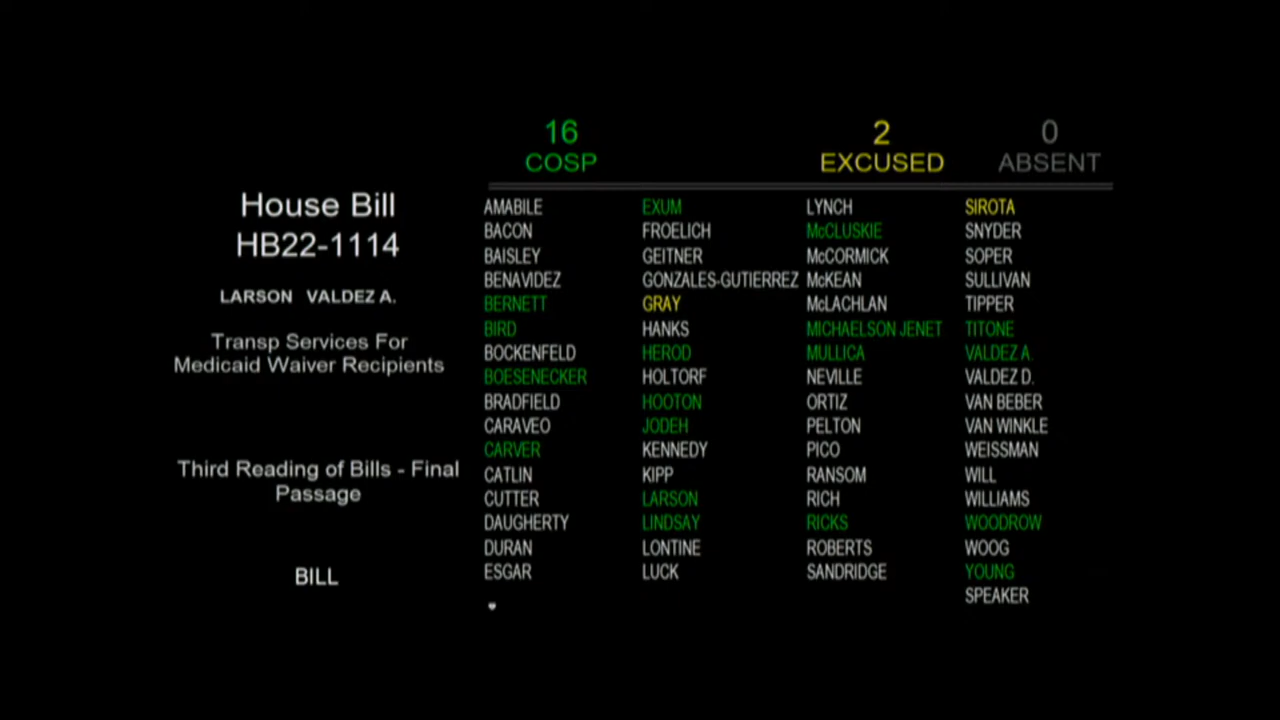 16
COSP
2
EXCUSED
0
ABSENT
House Bill
HB22-1114
LARSON VALDEZ A.
Transp Services For
Medicaid Waiver Recipients
Third Reading of Bills - Final
Passage
BILL
AMABILE
BACON
BAISLEY
BENAVIDEZ
BERNETT
BIRD
BOCKENFELD
BOESENECKER
BRADFIELD
CARAVEO
CARVER
CATLIN
CUTTER
DAUGHERTY
DURAN
ESGAR
EXUM
FROELICH
GEITNER
GONZALES-GUTIERREZ
GRAY
HANKS
HEROD
HOLTORF
HOOTON
JODEH
KENNEDY
KIPP
LARSON
LINDSAY
LONTINE
LUCK
LYNCH
McCLUSKIE
McCORMICK
McKEAN
McLACHLAN
MICHAELSON JENET
MULLICA
NEVILLE
ORTIZ
PELTON
PICO
RANSOM
RICH
RICKS
ROBERTS
SANDRIDGE
SIROTA
SNYDER
SOPER
SULLIVAN
TIPPER
TITONE
VALDEZ A.
VALDEZ D.
VAN BEBER
VAN WINKLE
WEISSMAN
WILL
WILLIAMS
WOODROW
WOOG
YOUNG
SPEAKER